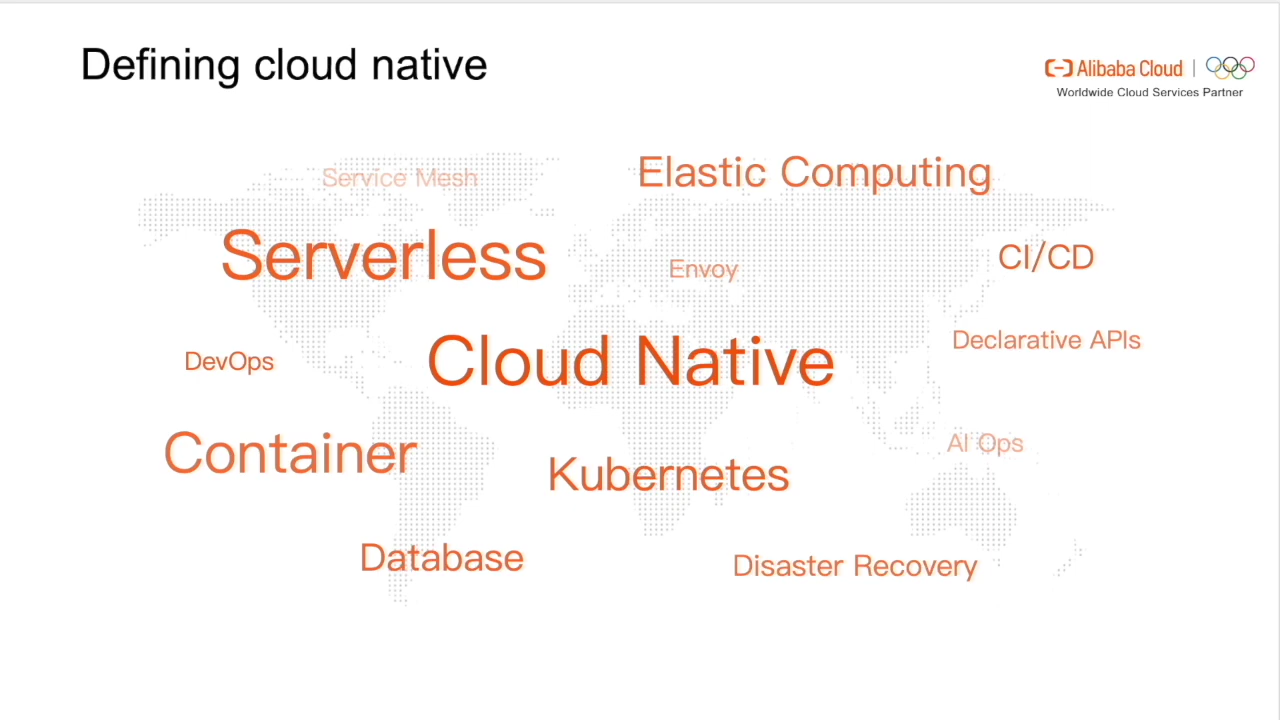 Defining cloud native
Alibaba Cloud |
Worldwide Cloud Services Partner
Service Mesh
Elastic Computing
Serverless
Envoy
CI/CD
DevOps
Cloud Native
Declarative APIs
Container
Kubernetes
AI Ops
Database
Disaster Recovery